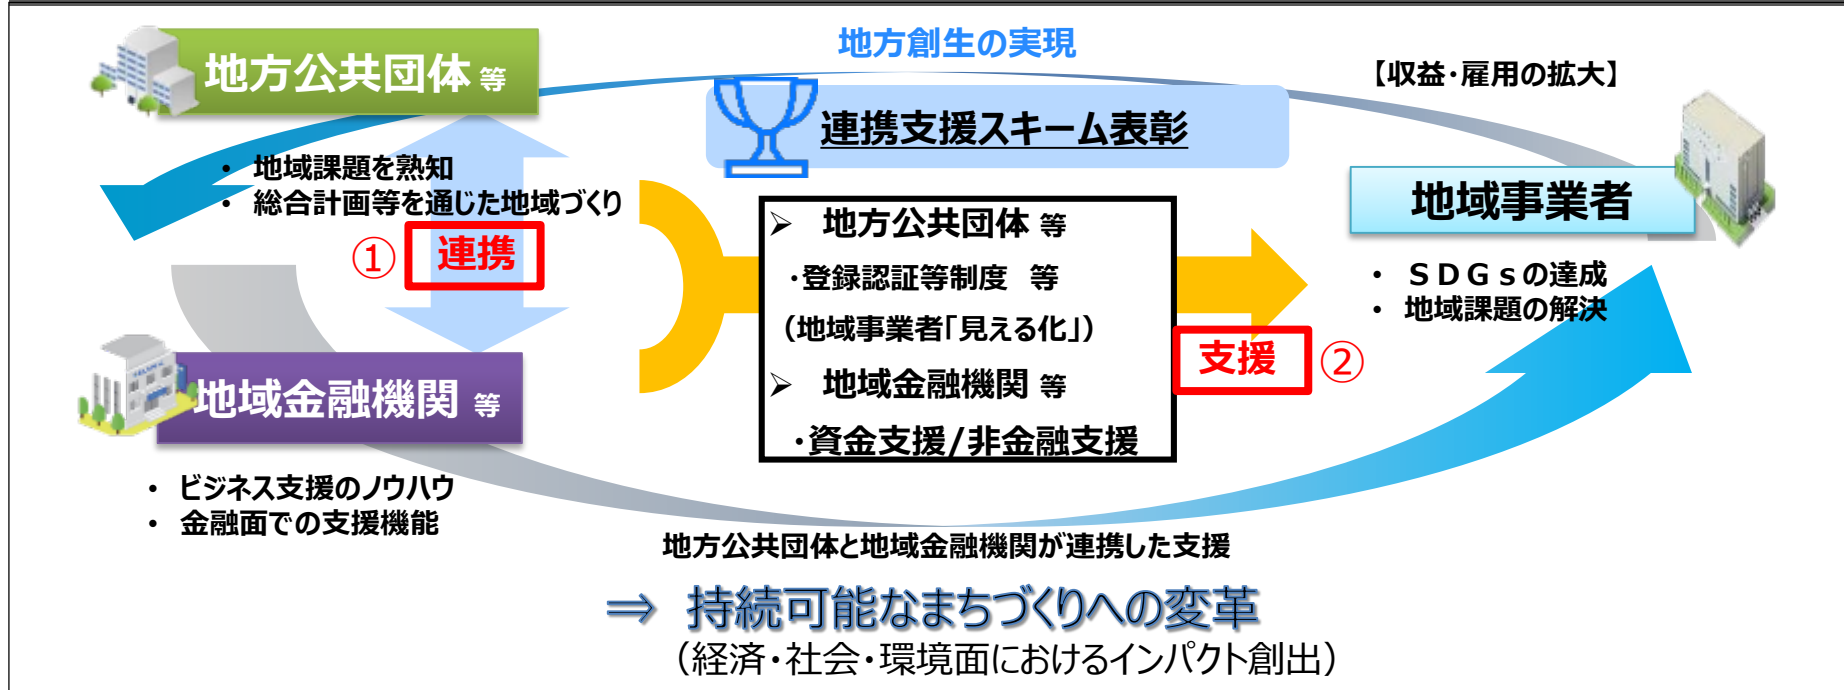 地方創生の実現
地方公共団体 等
【収益・雇用の拡大】
連携支援スキーム表彰
• 地域課題を熟知
• 総合計画等を通じた地域づくり
① 連携
地域事業者
➢ 地方公共団体 等
・登録認証等制度 等
（地域事業者「見える化」）
➢ 地域金融機関 等
・資金支援/非金融支援
支援 ②
• ＳＤＧｓの達成
• 地域課題の解決
地域金融機関 等
• ビジネス支援のノウハウ
• 金融面での支援機能
地方公共団体と地域金融機関が連携した支援
⇒ 持続可能なまちづくりへの変革
（経済・社会・環境面におけるインパクト創出）